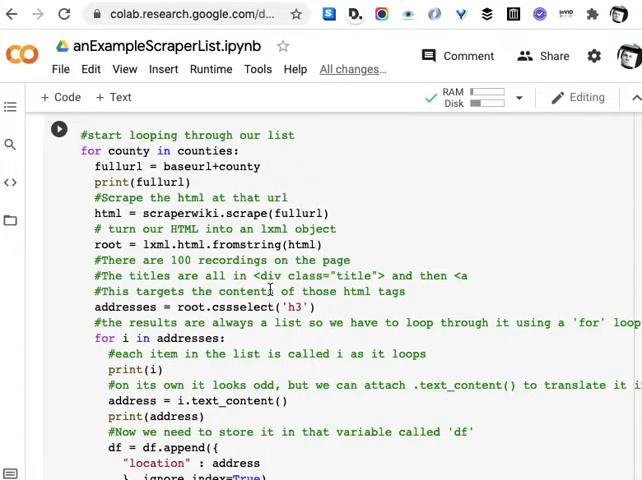 colab.research.google.com/d...
anExampleScraperList.ipynb
Comment
Share
File Edit View Insert Runtime Tools Help All changes...
+ Code + Text
RAM
Disk
Editing
#start looping through our list
for county in counties:
fullurl = baseurl+county
print(fullurl)
#Scrape the html at that url
html = scraperwiki.scrape(fullurl)
# turn our HTML into an lxml object
root = lxml.html.fromstring(html)
#There are 100 recordings on the page
#The titles are all in <div class="title"> and then <a
#This targets the contents of those html tags
addresses = root.cssselect('h3')
#the results are always a list so we have to loop through it using a 'for' loop
for i in addresses:
#each item in the list is called i as it loops
print(i)
#on its own it looks odd, but we can attach .text_content() to translate it i
address = i.text_content()
print(address)
#Now we need to store it in that variable called 'df'
df = df.append({
"location" : address
}, ignore_index=True)